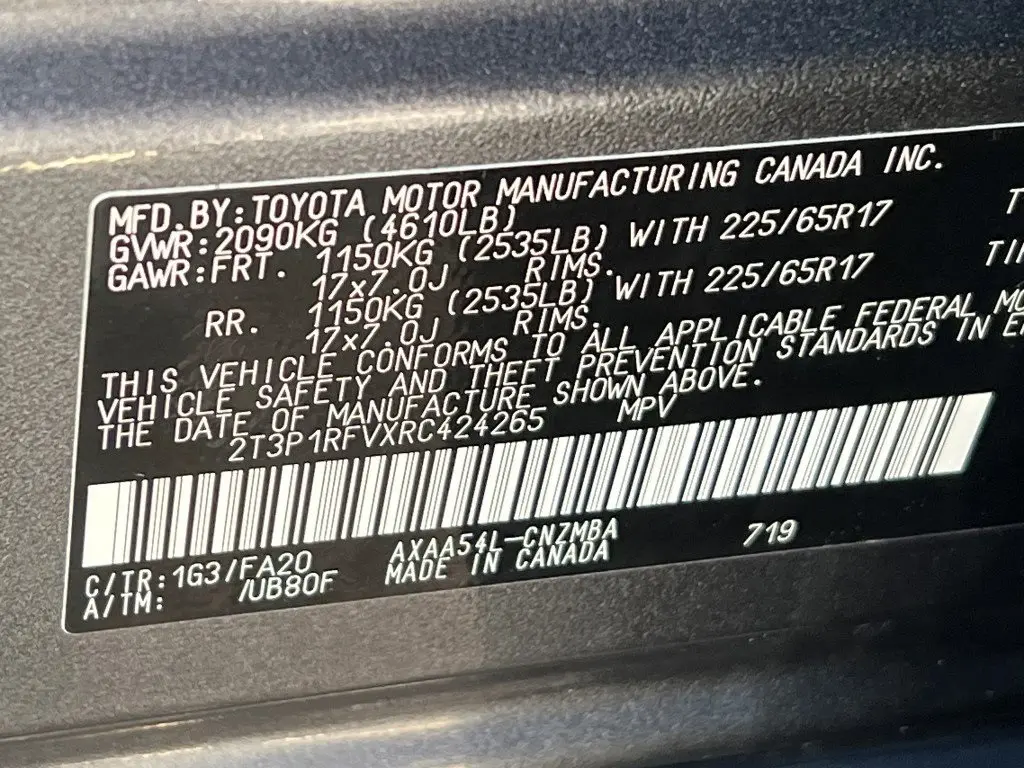 MFD.BY:TOYOTA MOTOR MANUFACTURING CANADA INC.
GVWR:2090KG (4610LB) T
GAWR:FRT. 1150KG (2535LB) WITH 225/65R17
17x7.0J RIMS. TI
RR. 1150KG (2535LB) WITH 225/65R17
17x7.0J RIMS.
THIS VEHICLE CONFORMS TO ALL APPLICABLE FEDERAL MO
VEHICLE SAFETY AND THEFT PREVENTION STANDARDS IN E
THE DATE OF MANUFACTURE SHOWN ABOVE.
2T3P1RFVXRC424265 MPV
C/TR:1G3/FA20 AXAA54L-CNZMBA 719
A/TM: /UB80F MADE IN CANADA